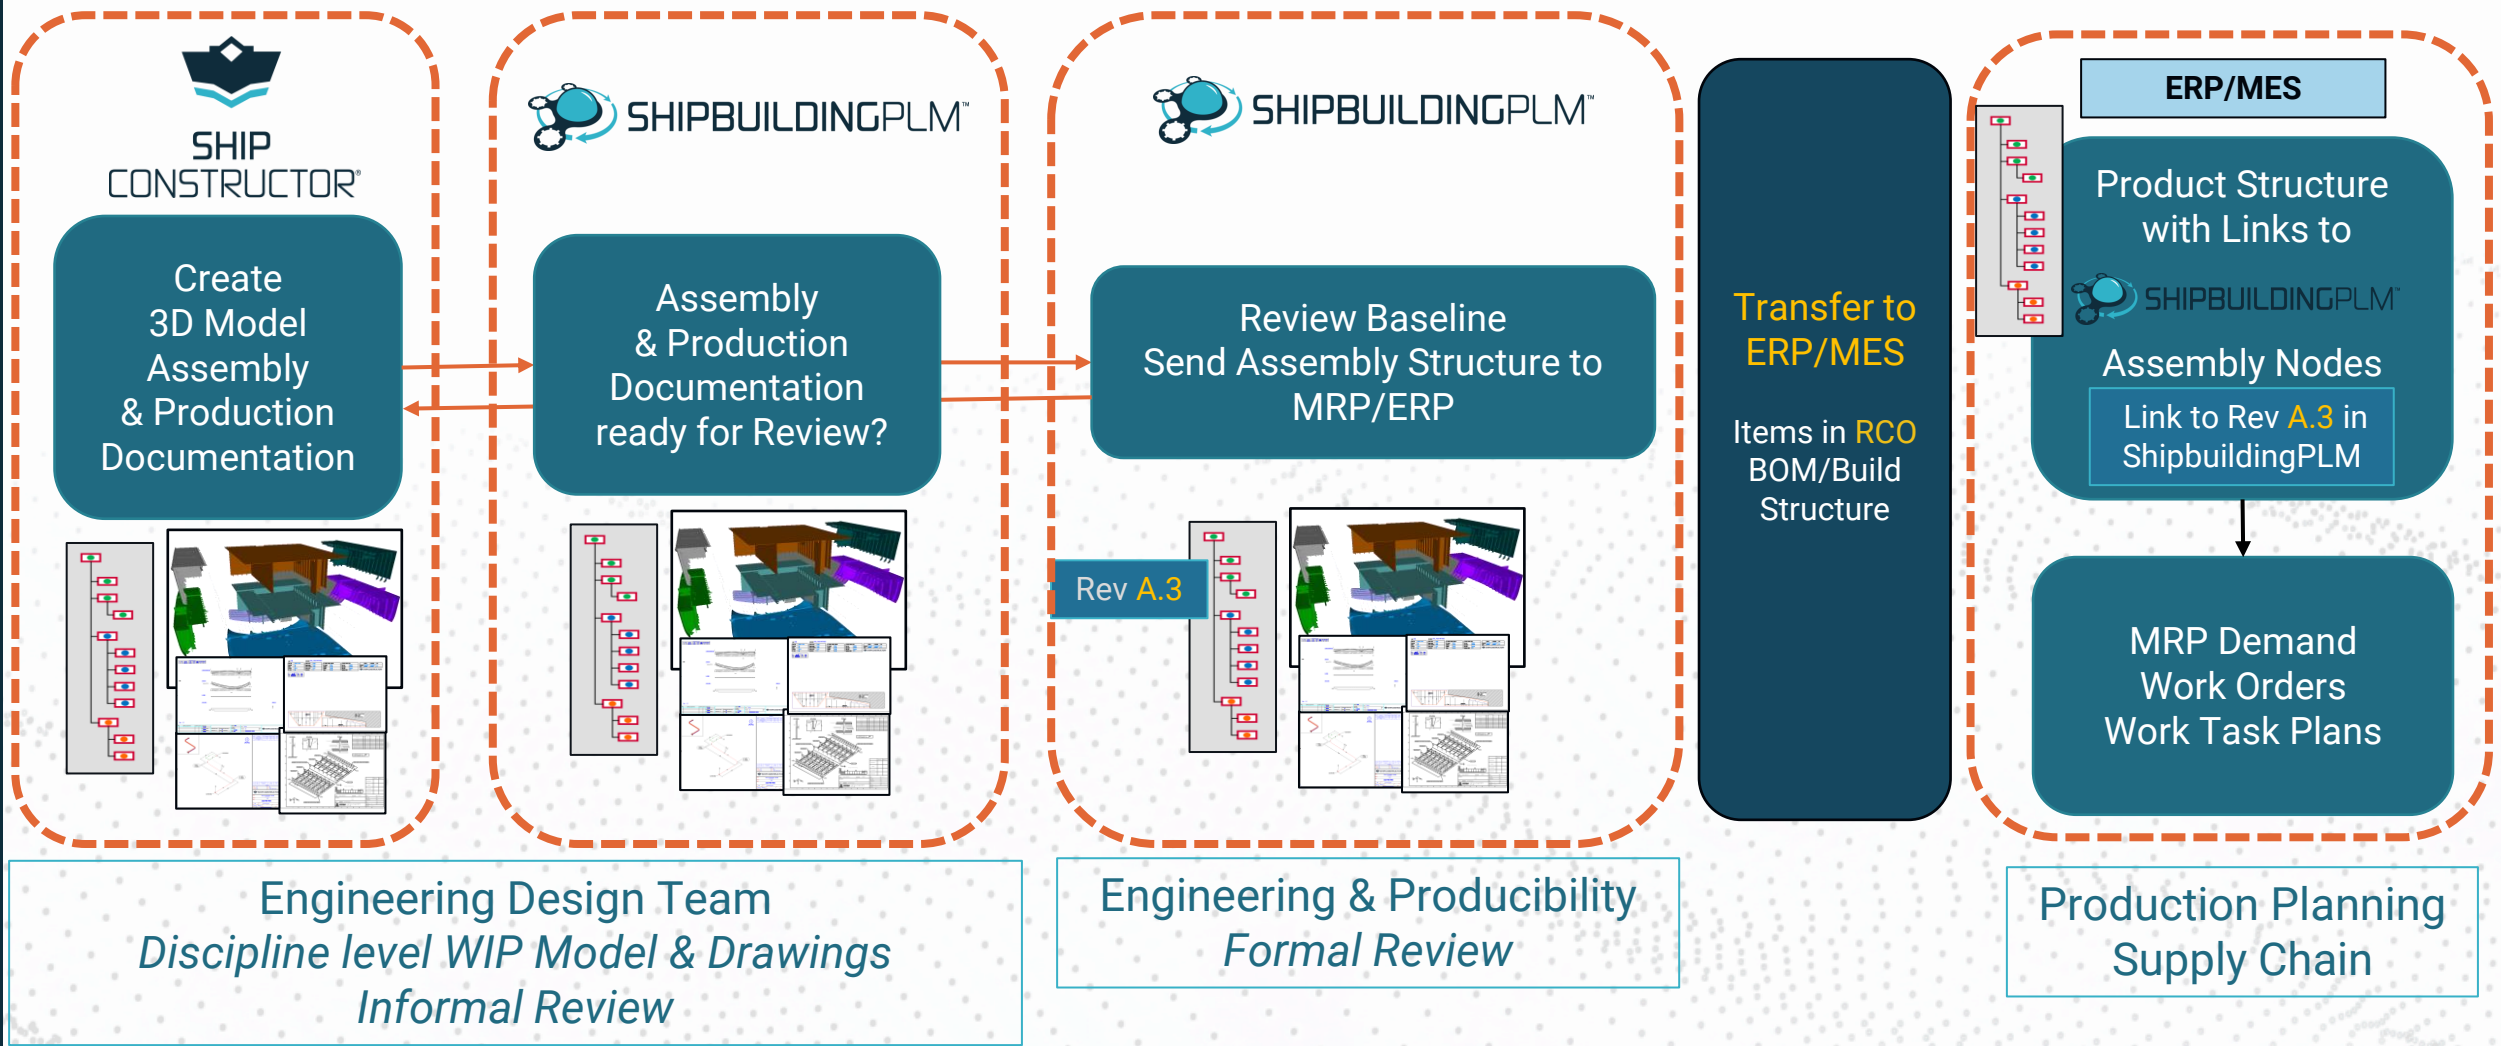 SHIP
CONSTRUCTOR®
Create
3D Model
Assembly
& Production
Documentation
SHIPBUILDINGPLM™
Assembly
& Production
Documentation
ready for Review?
SHIPBUILDINGPLM™
Review Baseline
Send Assembly Structure to
MRP/ERP
Rev A.3
Transfer to
ERP/MES
Items in RCO
BOM/Build
Structure
ERP/MES
Product Structure
with Links to
SHIPBUILDINGPLM™
Assembly Nodes
Link to Rev A.3 in
ShipbuildingPLM
MRP Demand
Work Orders
Work Task Plans
Engineering Design Team
Discipline level WIP Model & Drawings
Informal Review
Engineering & Producibility
Formal Review
Production Planning
Supply Chain